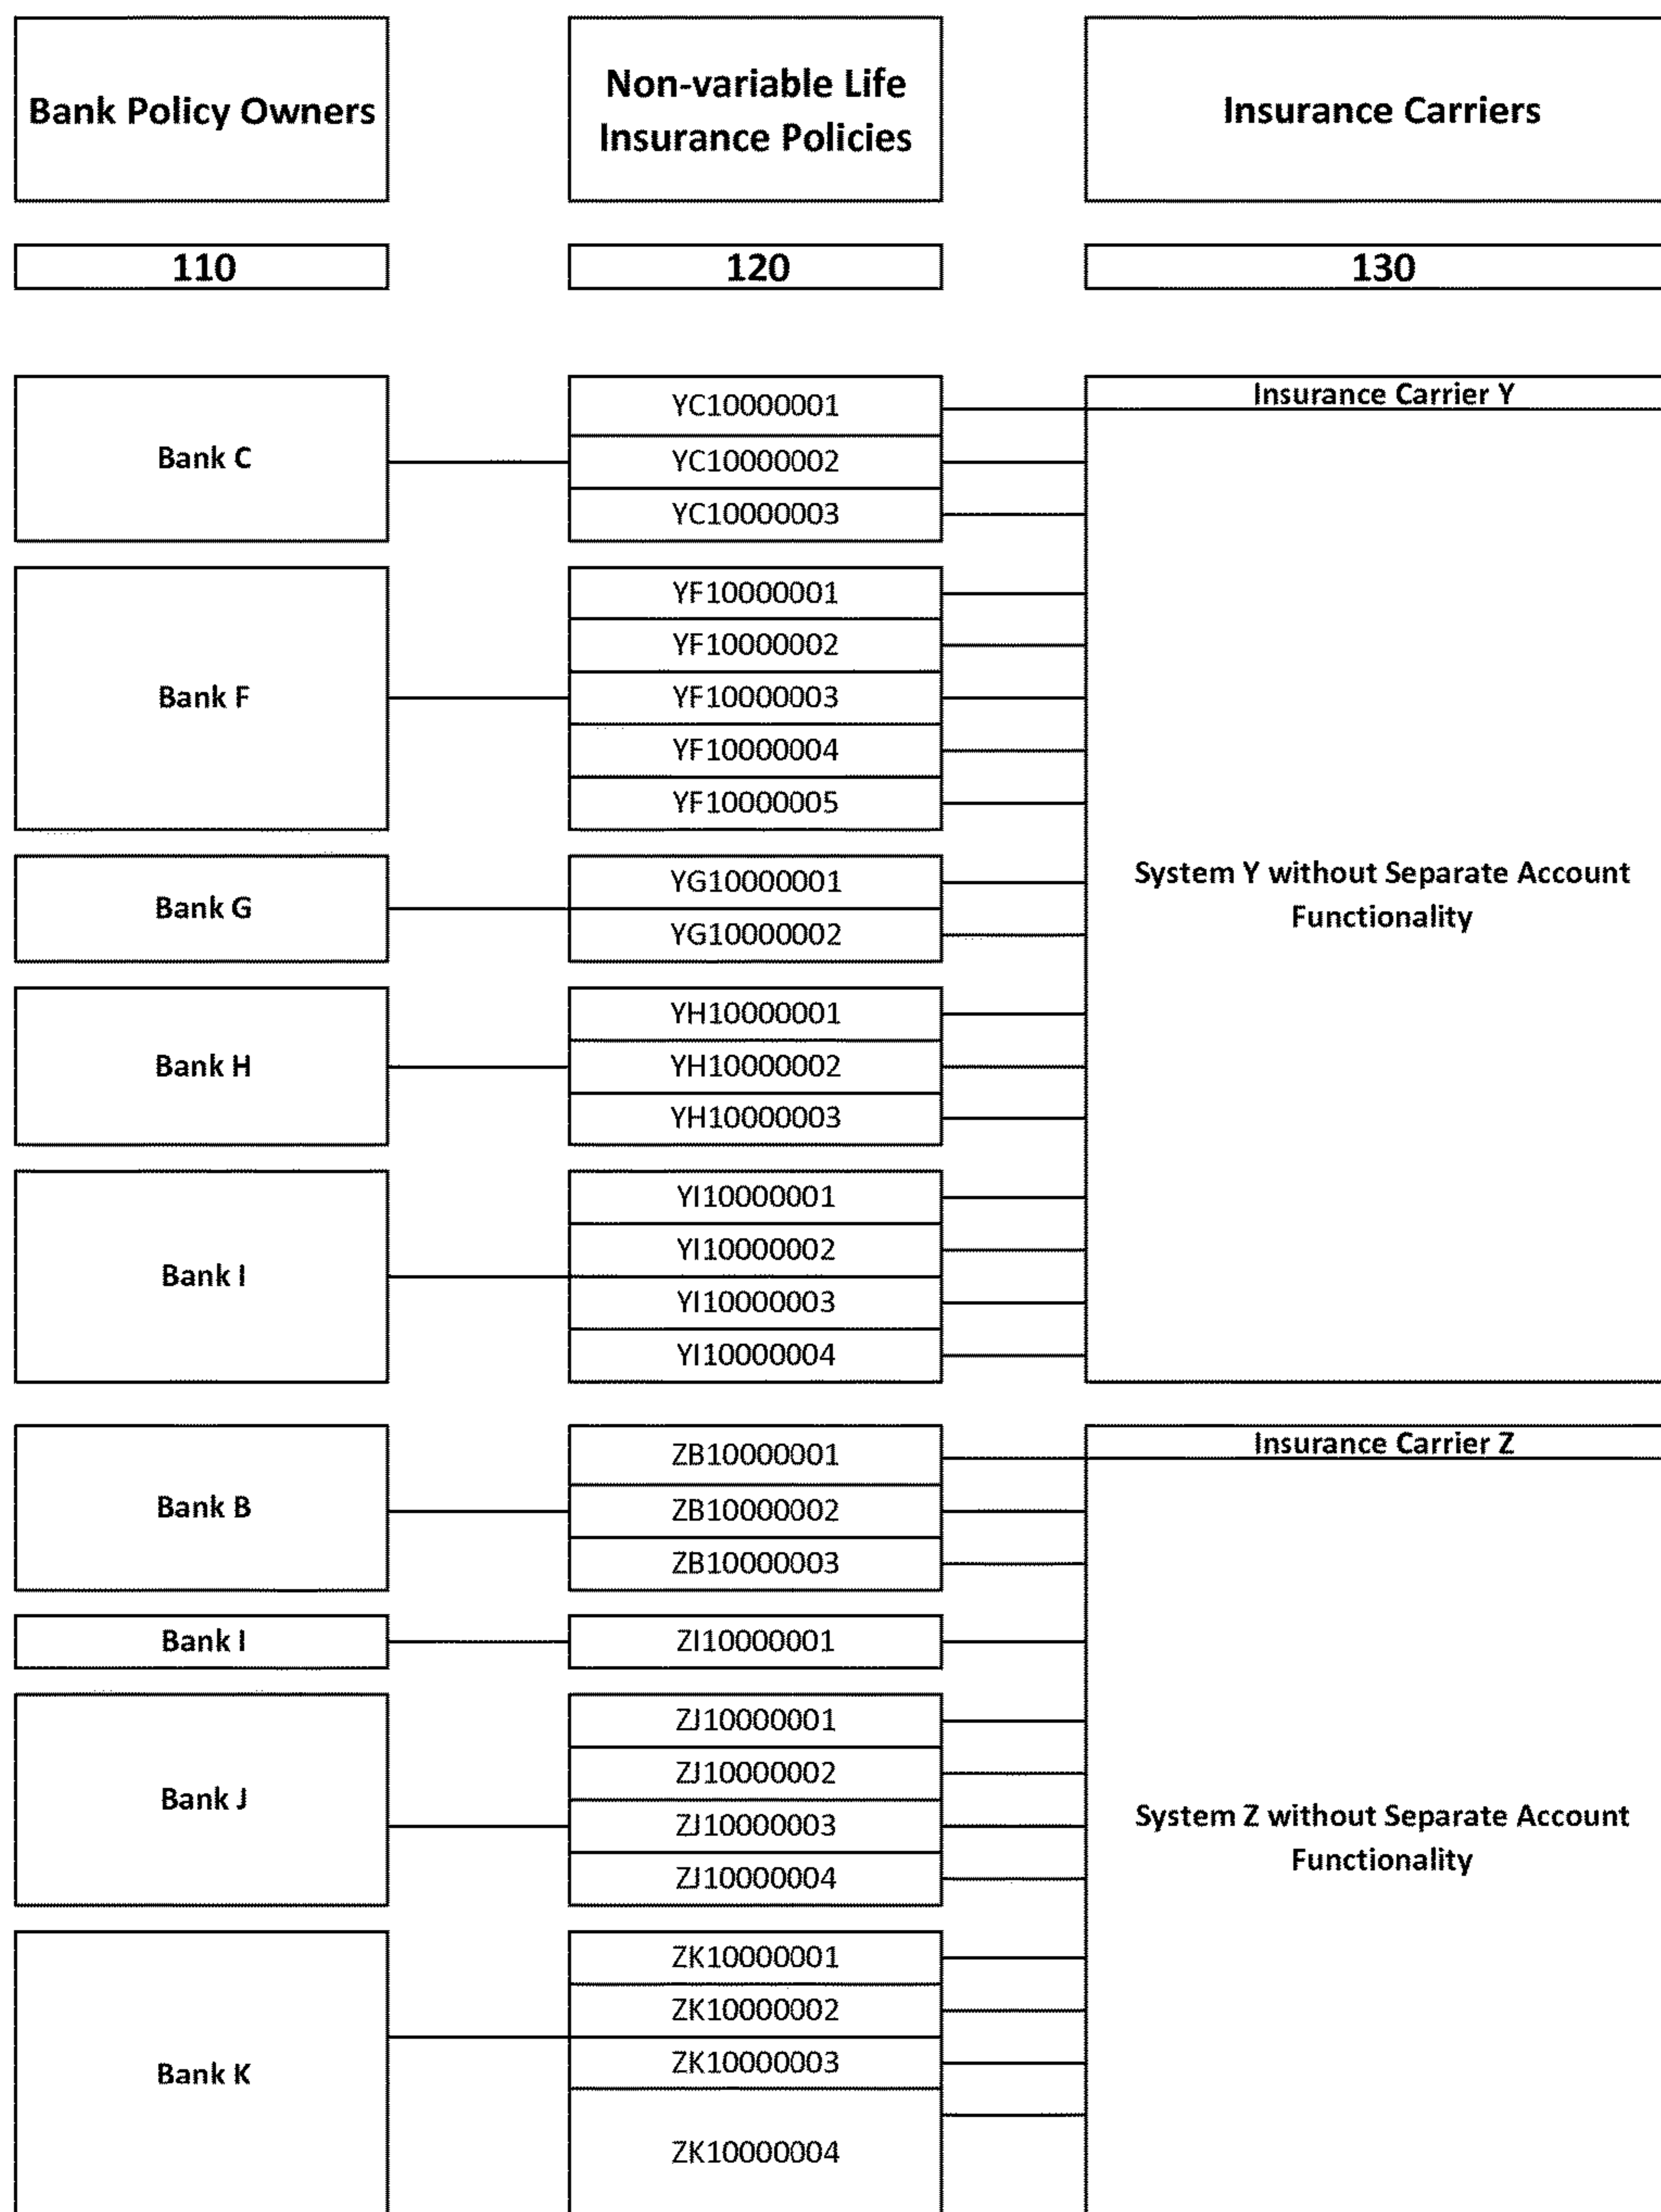 Bank Policy Owners
Non-variable Life
Insurance Policies
Insurance Carriers
110
120
130
Bank C
YC10000001
YC10000002
YC10000003
Insurance Carrier Y
Bank F
YF10000001
YF10000002
YF10000003
YF10000004
YF10000005
System Y without Separate Account
Functionality
Bank G
YG10000001
YG10000002
Bank H
YH10000001
YH10000002
YH10000003
Bank I
YI10000001
YI10000002
YI10000003
YI10000004
Bank B
ZB10000001
ZB10000002
ZB10000003
Insurance Carrier Z
Bank I
ZI10000001
Bank J
ZJ10000001
ZJ10000002
ZJ10000003
ZJ10000004
System Z without Separate Account
Functionality
Bank K
ZK10000001
ZK10000002
ZK10000003
ZK10000004